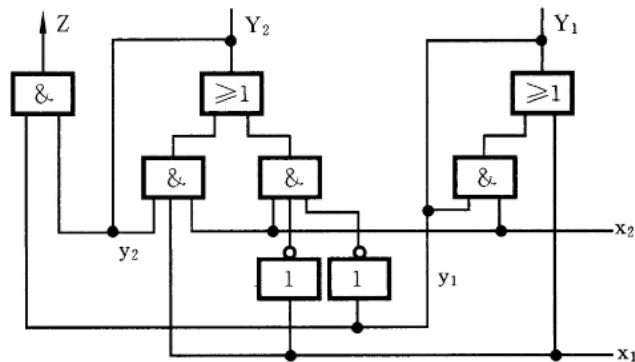 Z Y₂ Y₁
& ≥1 ≥1
& & &
x₂
y₂ 1 1 y₁
x₁